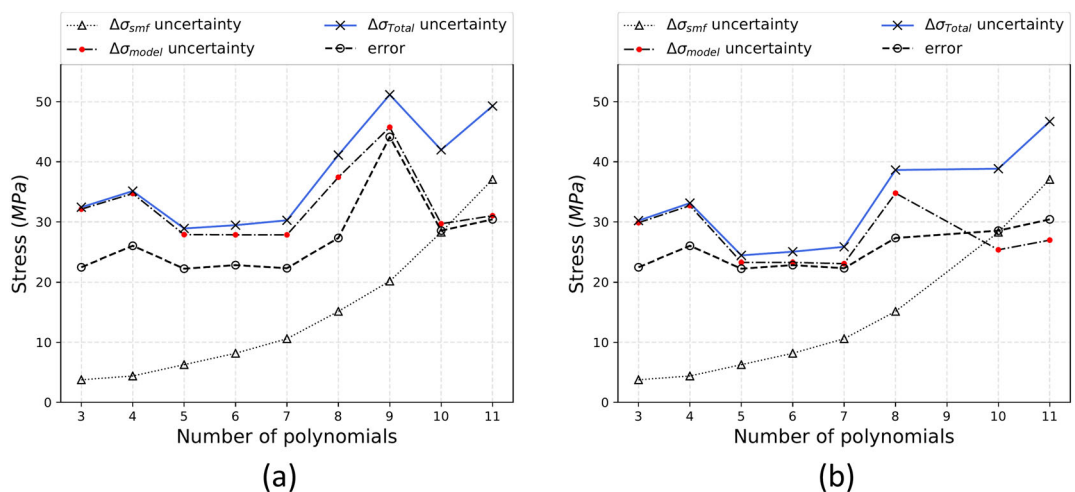 Δσsmf uncertainty ΔσTotal uncertainty
Δσmodel uncertainty error
50
40
30
20
10
0
Stress (MPa)
3 4 5 6 7 8 9 10 11
Number of polynomials
(a)
Δσsmf uncertainty ΔσTotal uncertainty
Δσmodel uncertainty error
50
40
30
20
10
0
Stress (MPa)
3 4 5 6 7 8 9 10 11
Number of polynomials
(b)